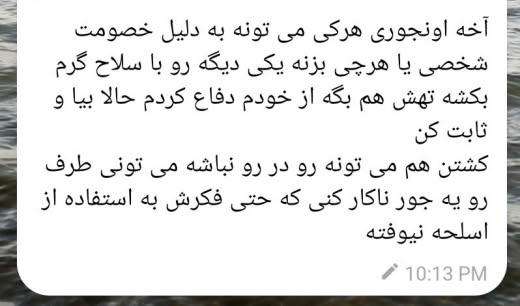 آخه اونجوری هرکی می تونه به دلیل خصومت
شخصی یا هرچی بزنه یکی دیگه رو با سلاح گرم
بکشه تهش هم بگه از خودم دفاع کردم حالا بیا و
ثابت کن
کشتن هم می تونه رو در رو نباشه می تونی طرف
رو یه جور ناکار کنی که حتی فکرش به استفاده از
اسلحه نیوفته
10:13 PM